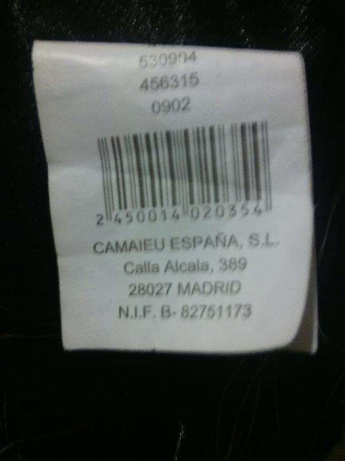 530904
456315
0902
2 450014 020354
CAMAIEU ESPAÑA, S.L.
Calla Alcala, 389
28027 MADRID
N.I.F. B- 82751173